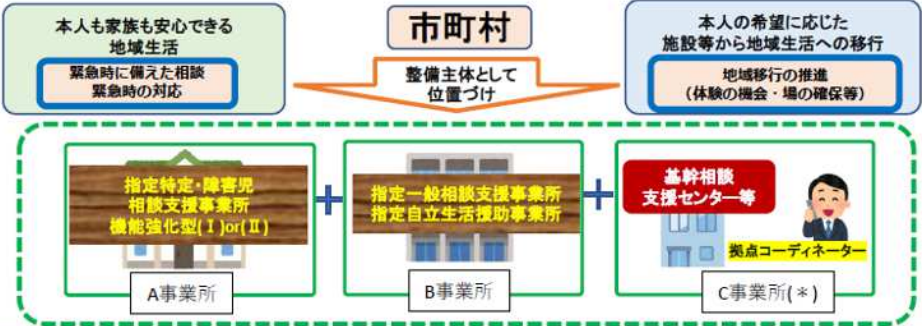 本人も家族も安心できる
地域生活
緊急時に備えた相談
緊急時の対応
市町村
整備主体として
位置づけ
本人の希望に応じた
施設等から地域生活への移行
地域移行の推進
(体験の機会・場の確保等)
指定特定・障害児
相談支援事業所
機能強化型(Ⅰ)or(Ⅱ)
A事業所
+
指定一般相談支援事業所
指定自立生活援助事業所
B事業所
+
基幹相談
支援センター等
拠点コーディネーター
C事業所(*)